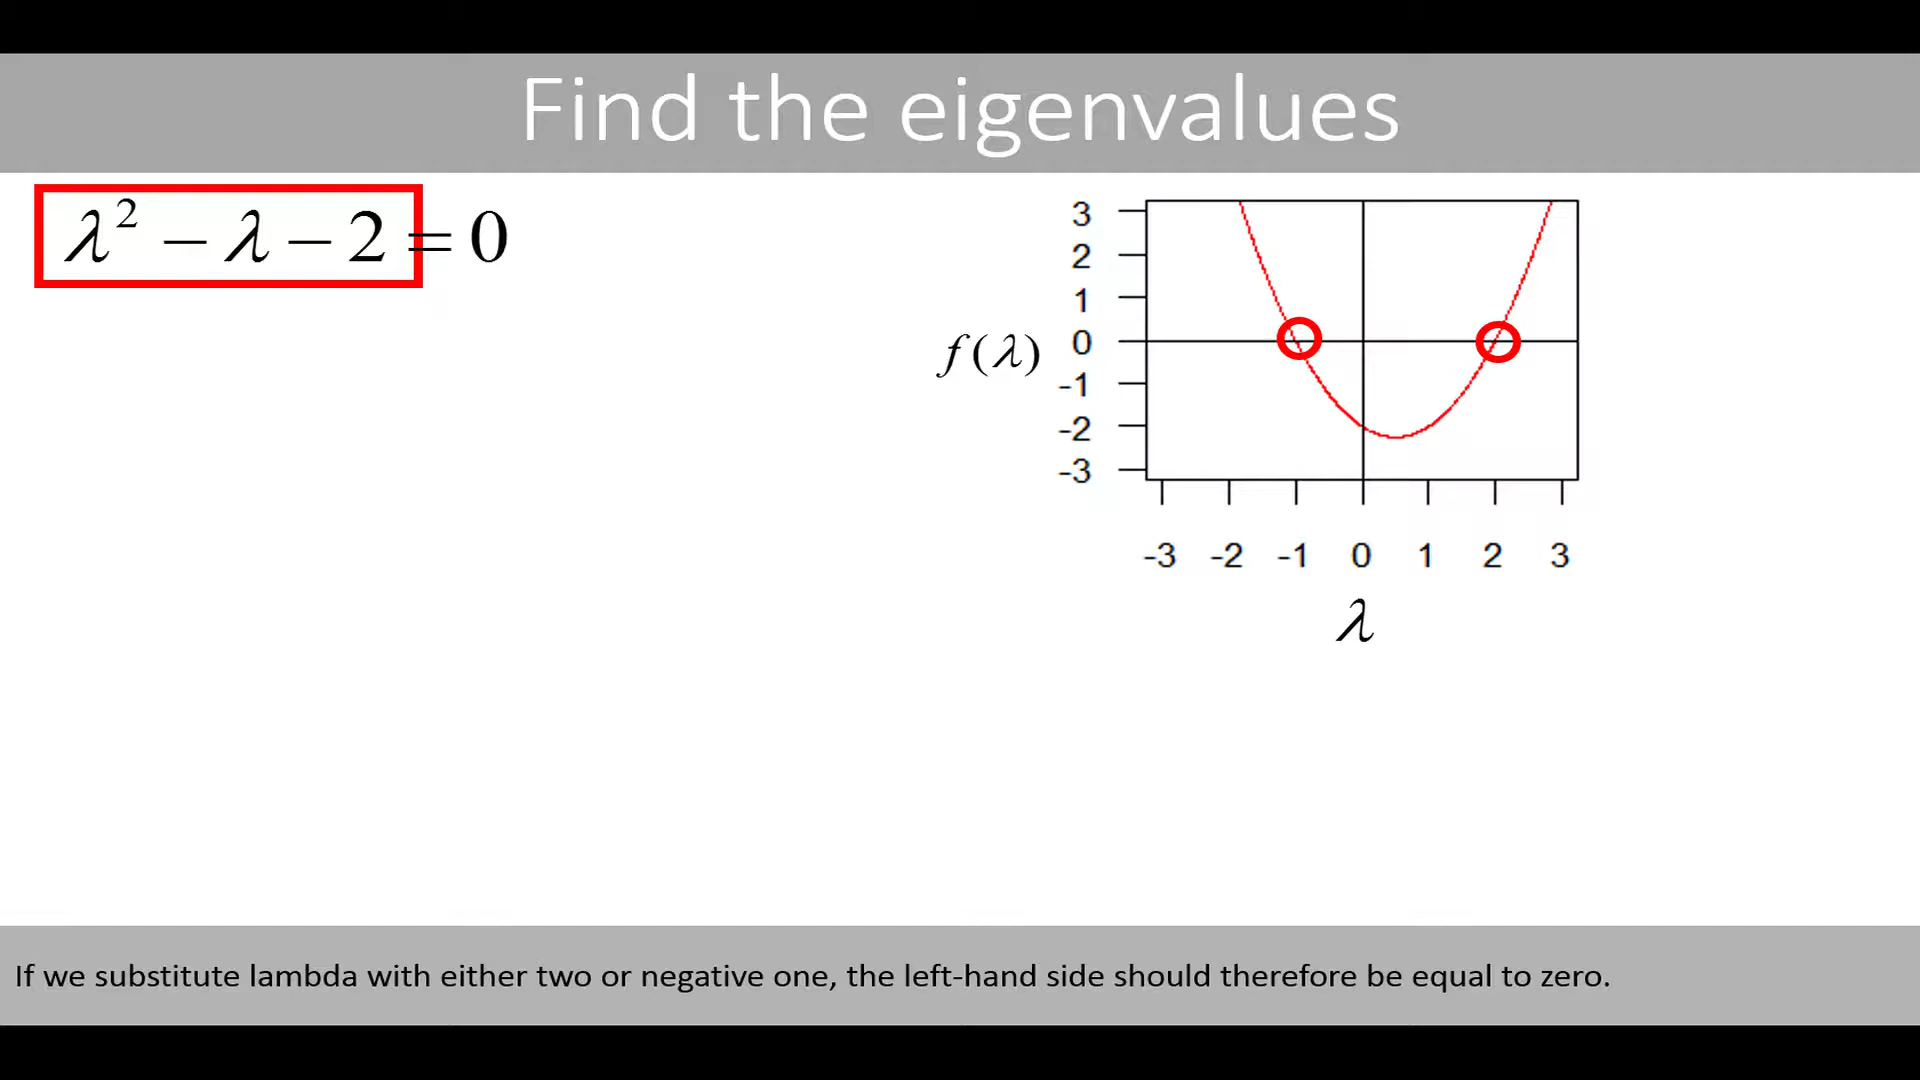 Find the eigenvalues
λ² − λ − 2 = 0
f(λ)
3
2
1
0
-1
-2
-3
-3 -2 -1 0 1 2 3
λ
If we substitute lambda with either two or negative one, the left-hand side should therefore be equal to zero.